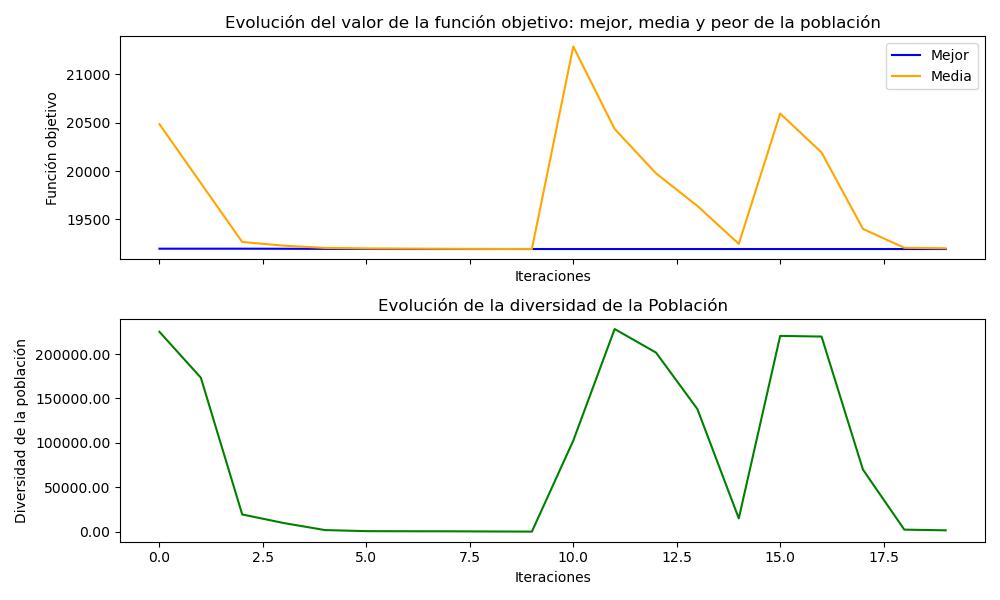 Evolución del valor de la función objetivo: mejor, media y peor de la población
Mejor
Media
21000
20500
20000
19500
Función objetivo
Iteraciones
Evolución de la diversidad de la Población
200000.00
150000.00
100000.00
50000.00
0.00
Diversidad de la población
0.0 2.5 5.0 7.5 10.0 12.5 15.0 17.5
Iteraciones